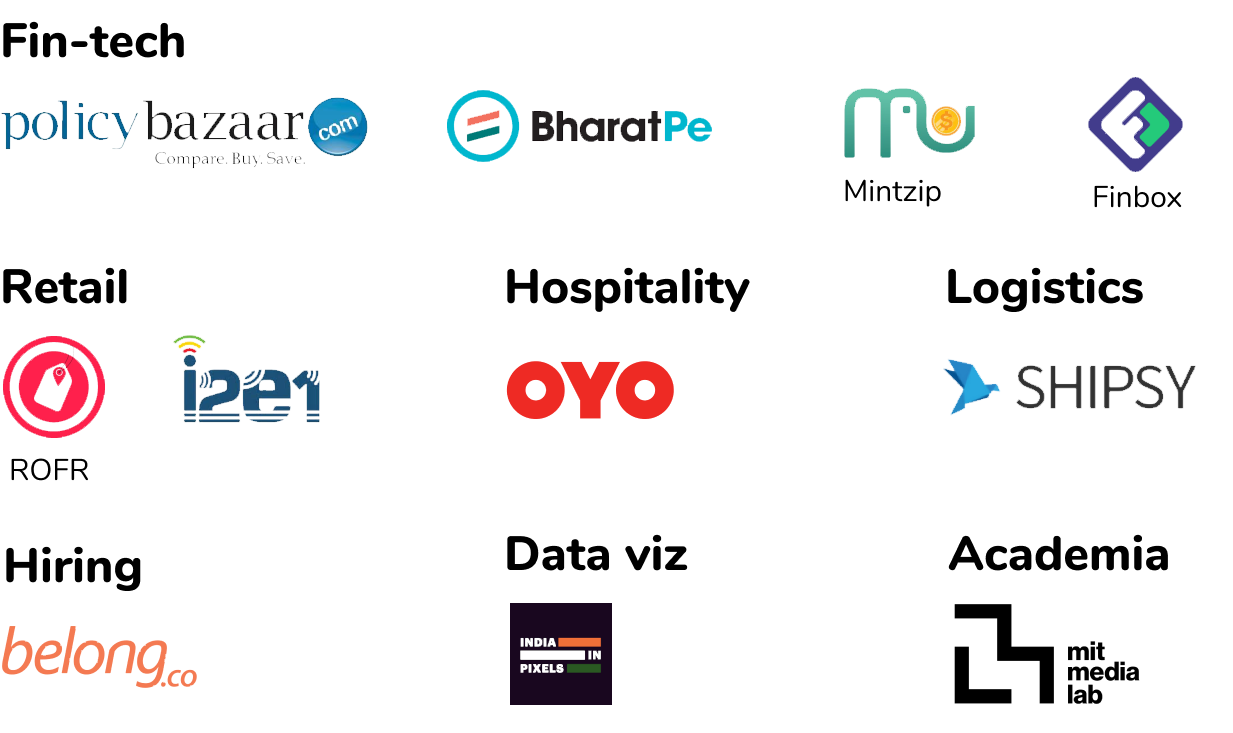 Fin-tech
policybazaar.com
Compare. Buy. Save.
BharatPe
Mintzip
Finbox
Retail
Hospitality
Logistics
ROFR
i2e1
OYO
SHIPSY
Hiring
Data viz
Academia
belong.co
INDIA
IN
PIXELS
mit
media
lab